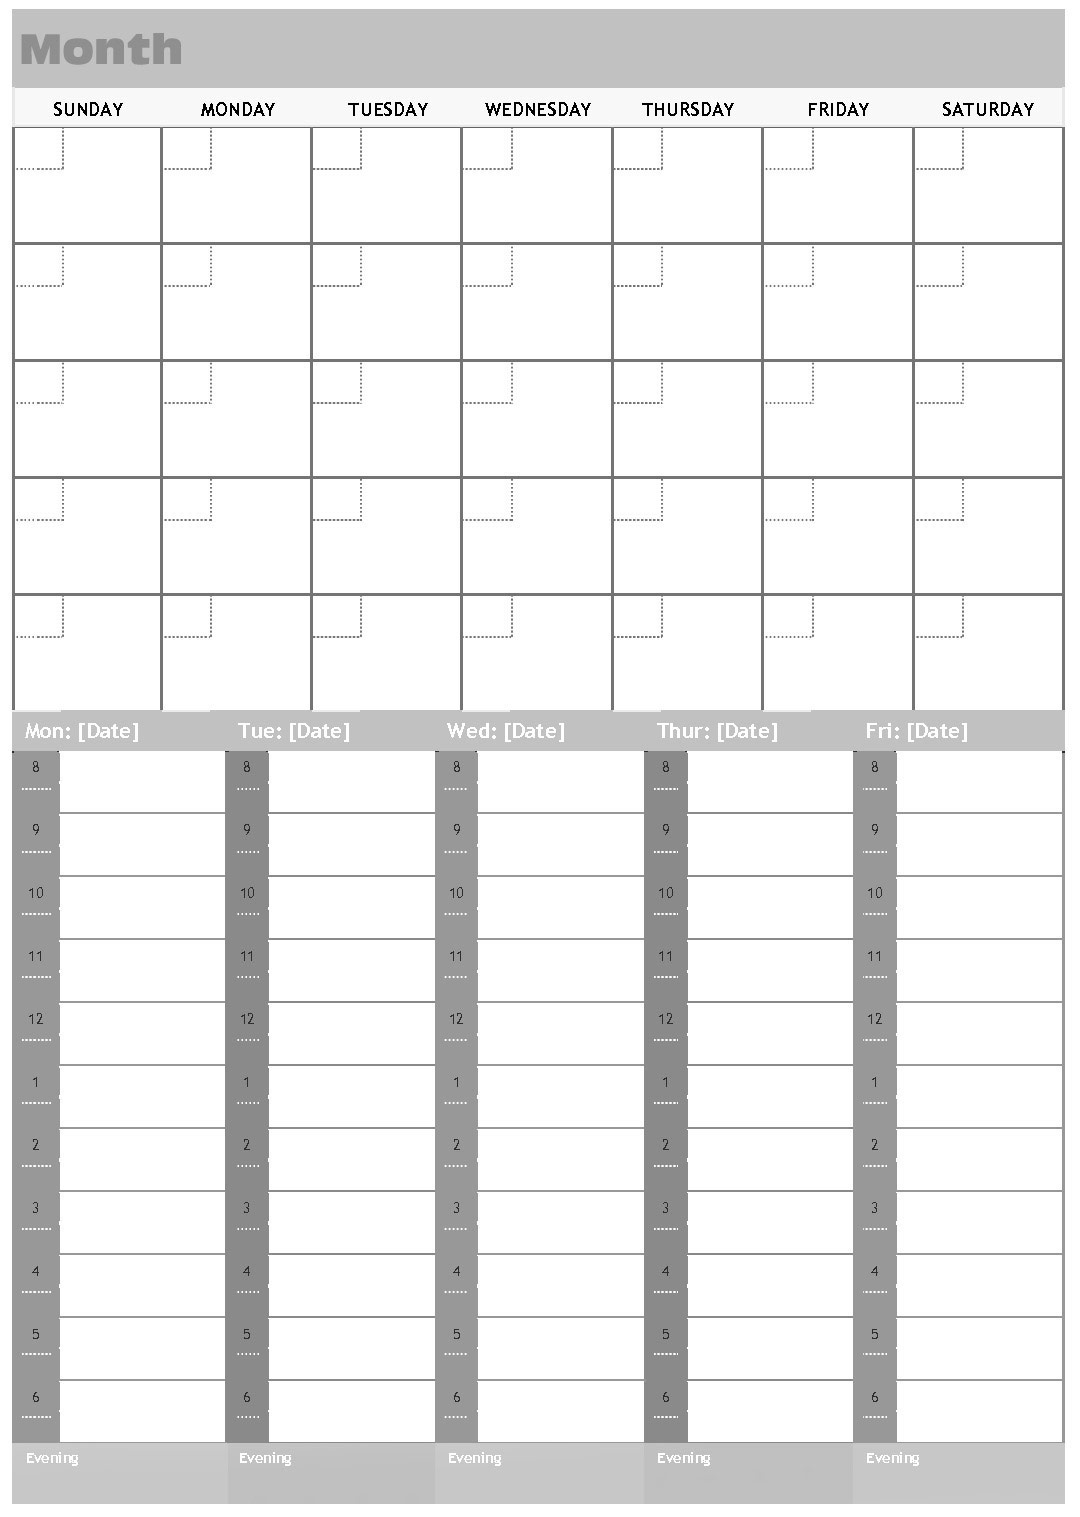 Month
SUNDAY MONDAY TUESDAY WEDNESDAY THURSDAY FRIDAY SATURDAY
Mon: [Date] Tue: [Date] Wed: [Date] Thur: [Date] Fri: [Date]
8 8 8 8 8
9 9 9 9 9
10 10 10 10 10
11 11 11 11 11
12 12 12 12 12
1 1 1 1 1
2 2 2 2 2
3 3 3 3 3
4 4 4 4 4
5 5 5 5 5
6 6 6 6 6
Evening Evening Evening Evening Evening